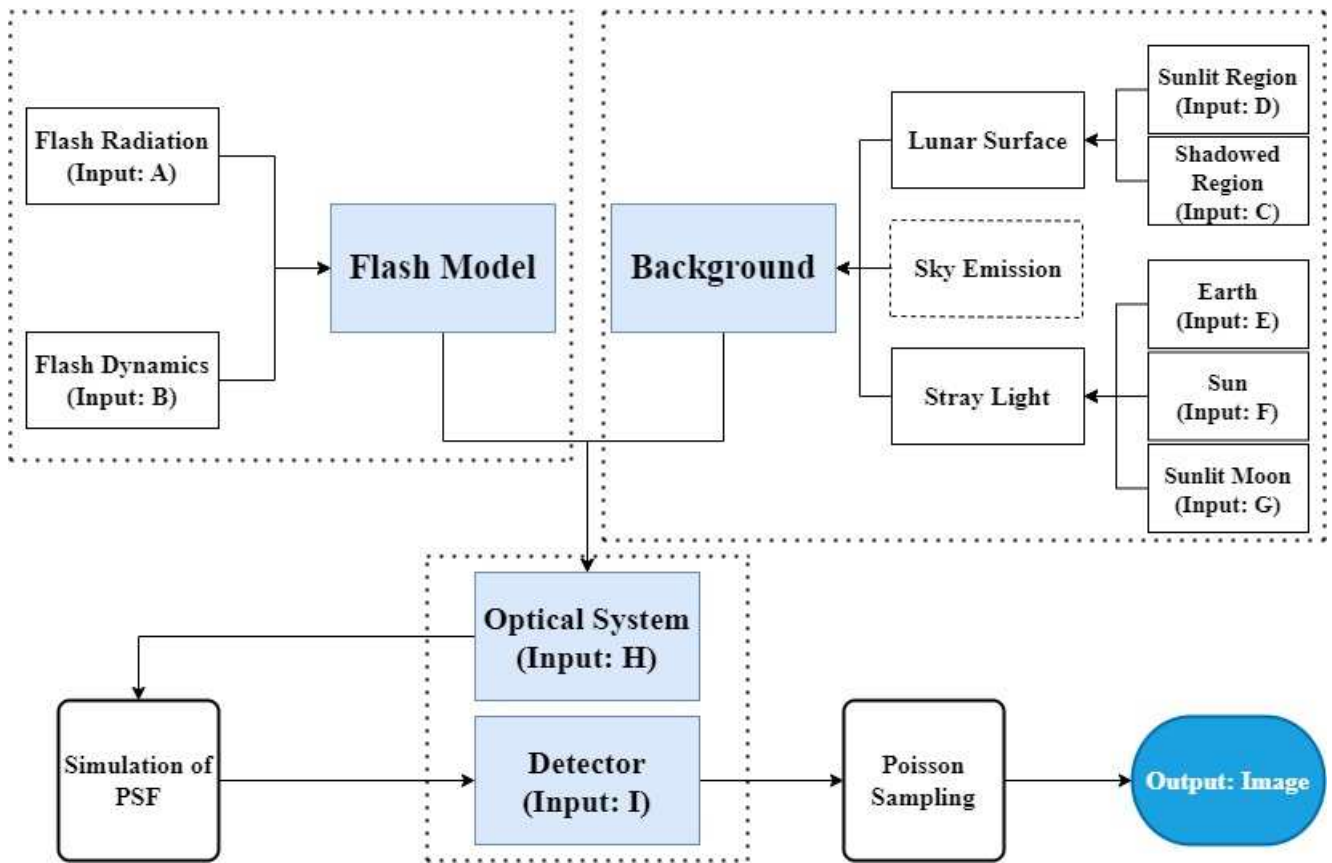 Flash Radiation
(Input: A)
Flash Dynamics
(Input: B)
Flash Model
Background
Lunar Surface
Sky Emission
Stray Light
Sunlit Region
(Input: D)
Shadowed
Region
(Input: C)
Earth
(Input: E)
Sun
(Input: F)
Sunlit Moon
(Input: G)
Optical System
(Input: H)
Simulation of
PSF
Detector
(Input: I)
Poisson
Sampling
Output: Image